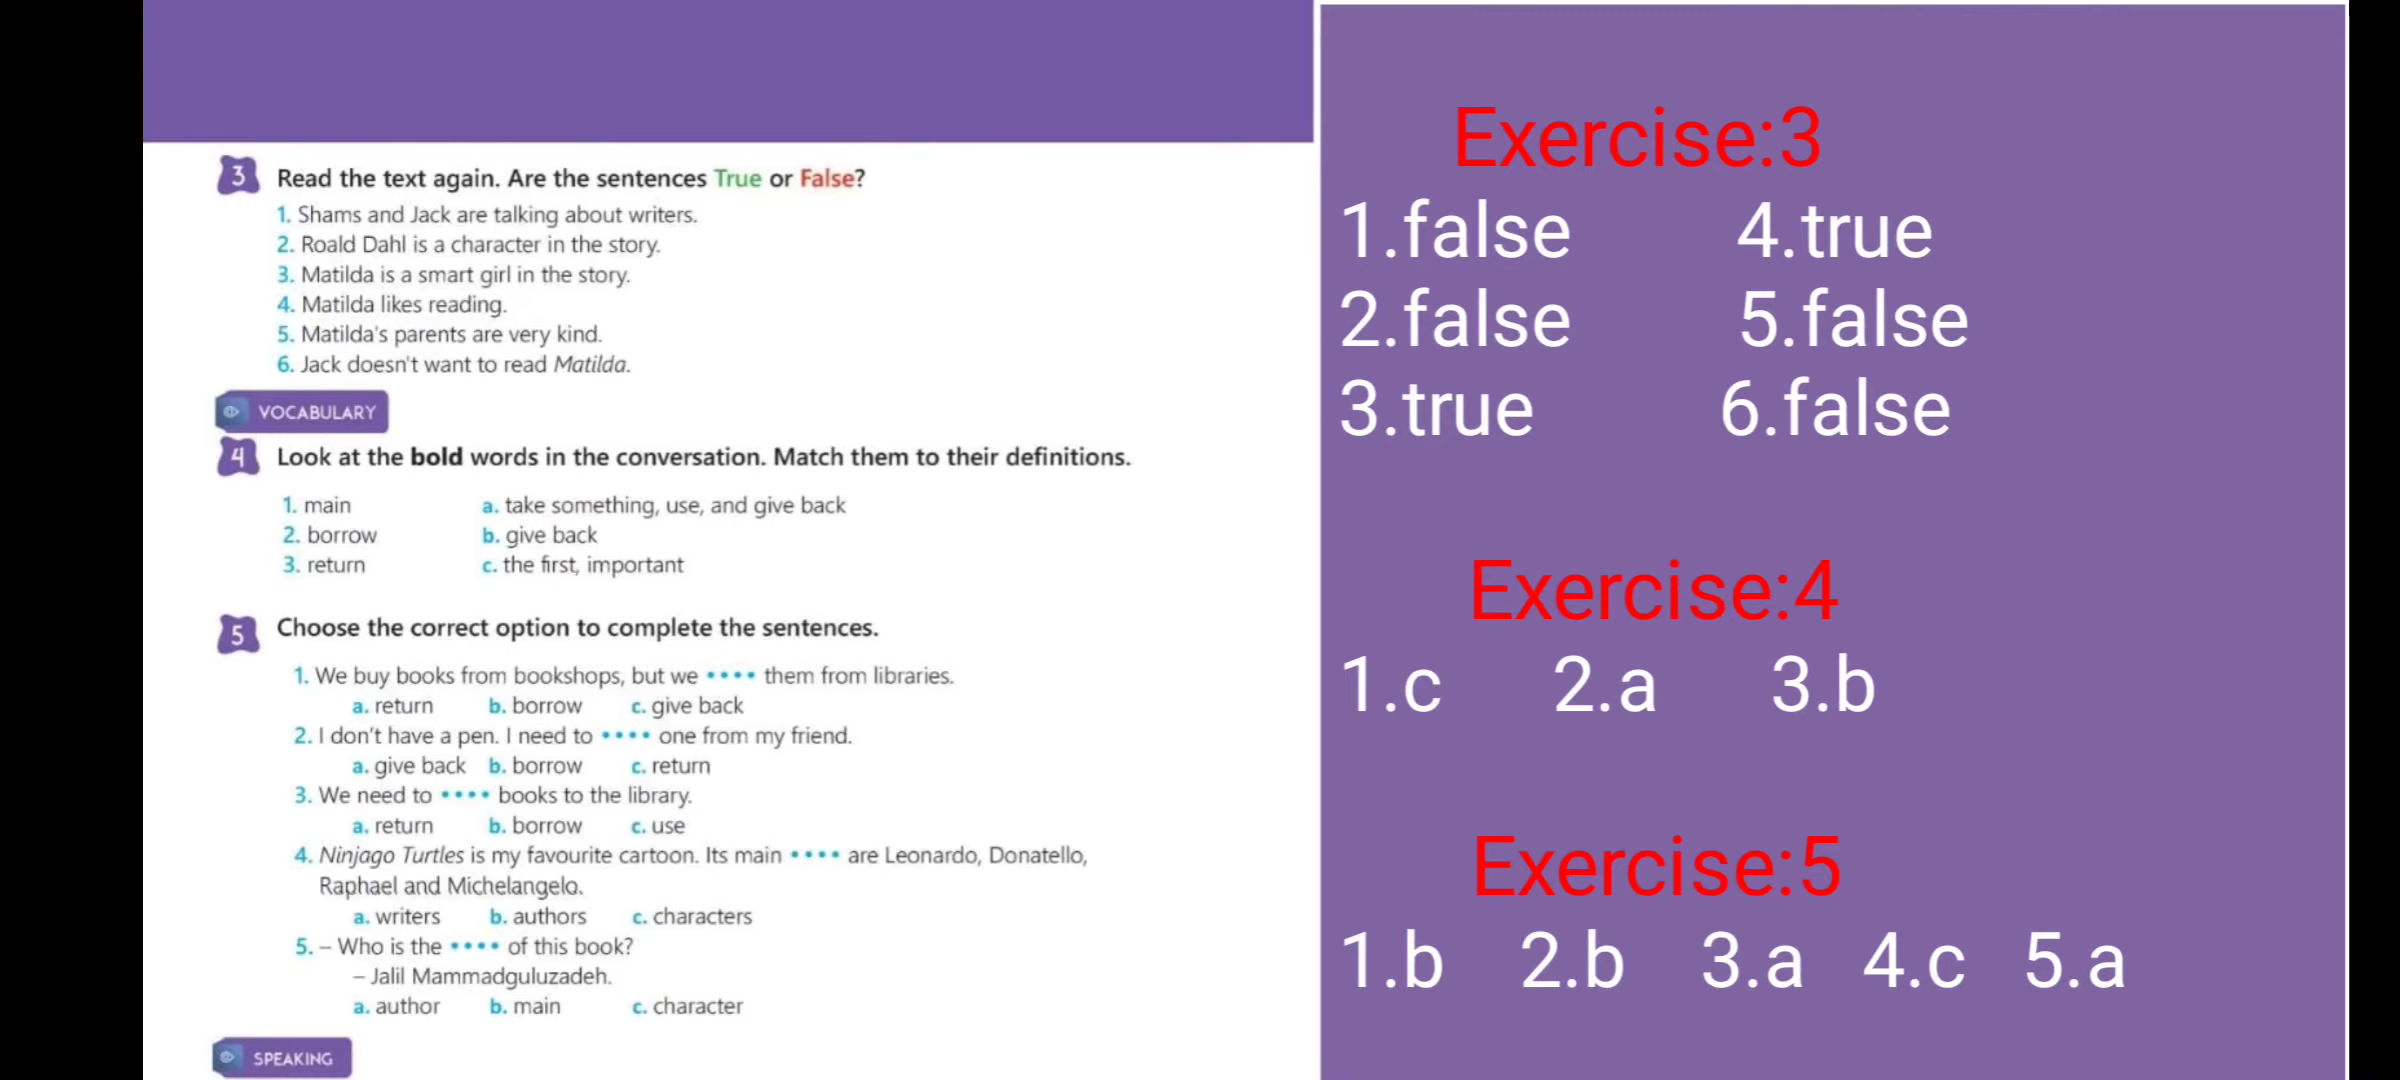 3 Read the text again. Are the sentences True or False?
1. Shams and Jack are talking about writers.
2. Roald Dahl is a character in the story.
3. Matilda is a smart girl in the story.
4. Matilda likes reading.
5. Matilda's parents are very kind.
6. Jack doesn't want to read Matilda.
VOCABULARY
4 Look at the bold words in the conversation. Match them to their definitions.
1. main a. take something, use, and give back
2. borrow b. give back
3. return c. the first, important
5 Choose the correct option to complete the sentences.
1. We buy books from bookshops, but we •••• them from libraries.
a. return b. borrow c. give back
2. I don't have a pen. I need to •••• one from my friend.
a. give back b. borrow c. return
3. We need to •••• books to the library.
a. return b. borrow c. use
4. Ninjago Turtles is my favourite cartoon. Its main •••• are Leonardo, Donatello,
Raphael and Michelangelo.
a. writers b. authors c. characters
5. – Who is the •••• of this book?
– Jalil Mammadguluzadeh.
a. author b. main c. character
SPEAKING
Exercise:3
1.false 4.true
2.false 5.false
3.true 6.false
Exercise:4
1.c 2.a 3.b
Exercise:5
1.b 2.b 3.a 4.c 5.a